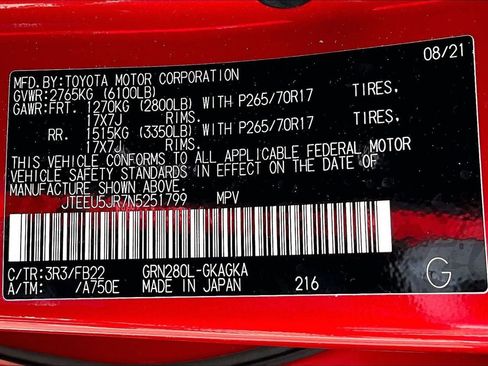 MFD.BY:TOYOTA MOTOR CORPORATION 08/21
GVWR:2765KG (6100LB)
GAWR:FRT. 1270KG (2800LB) WITH P265/70R17 TIRES,
17X7J RIMS.
RR. 1515KG (3350LB) WITH P265/70R17 TIRES,
17X7J RIMS.
THIS VEHICLE CONFORMS TO ALL APPLICABLE FEDERAL MOTOR
VEHICLE SAFETY STANDARDS IN EFFECT ON THE DATE OF
MANUFACTURE SHOWN ABOVE.
JTEEU5JR7N5251799 MPV
C/TR:3R3/FB22 GRN280L-GKAGKA
A/TM: /A750E MADE IN JAPAN 216 G